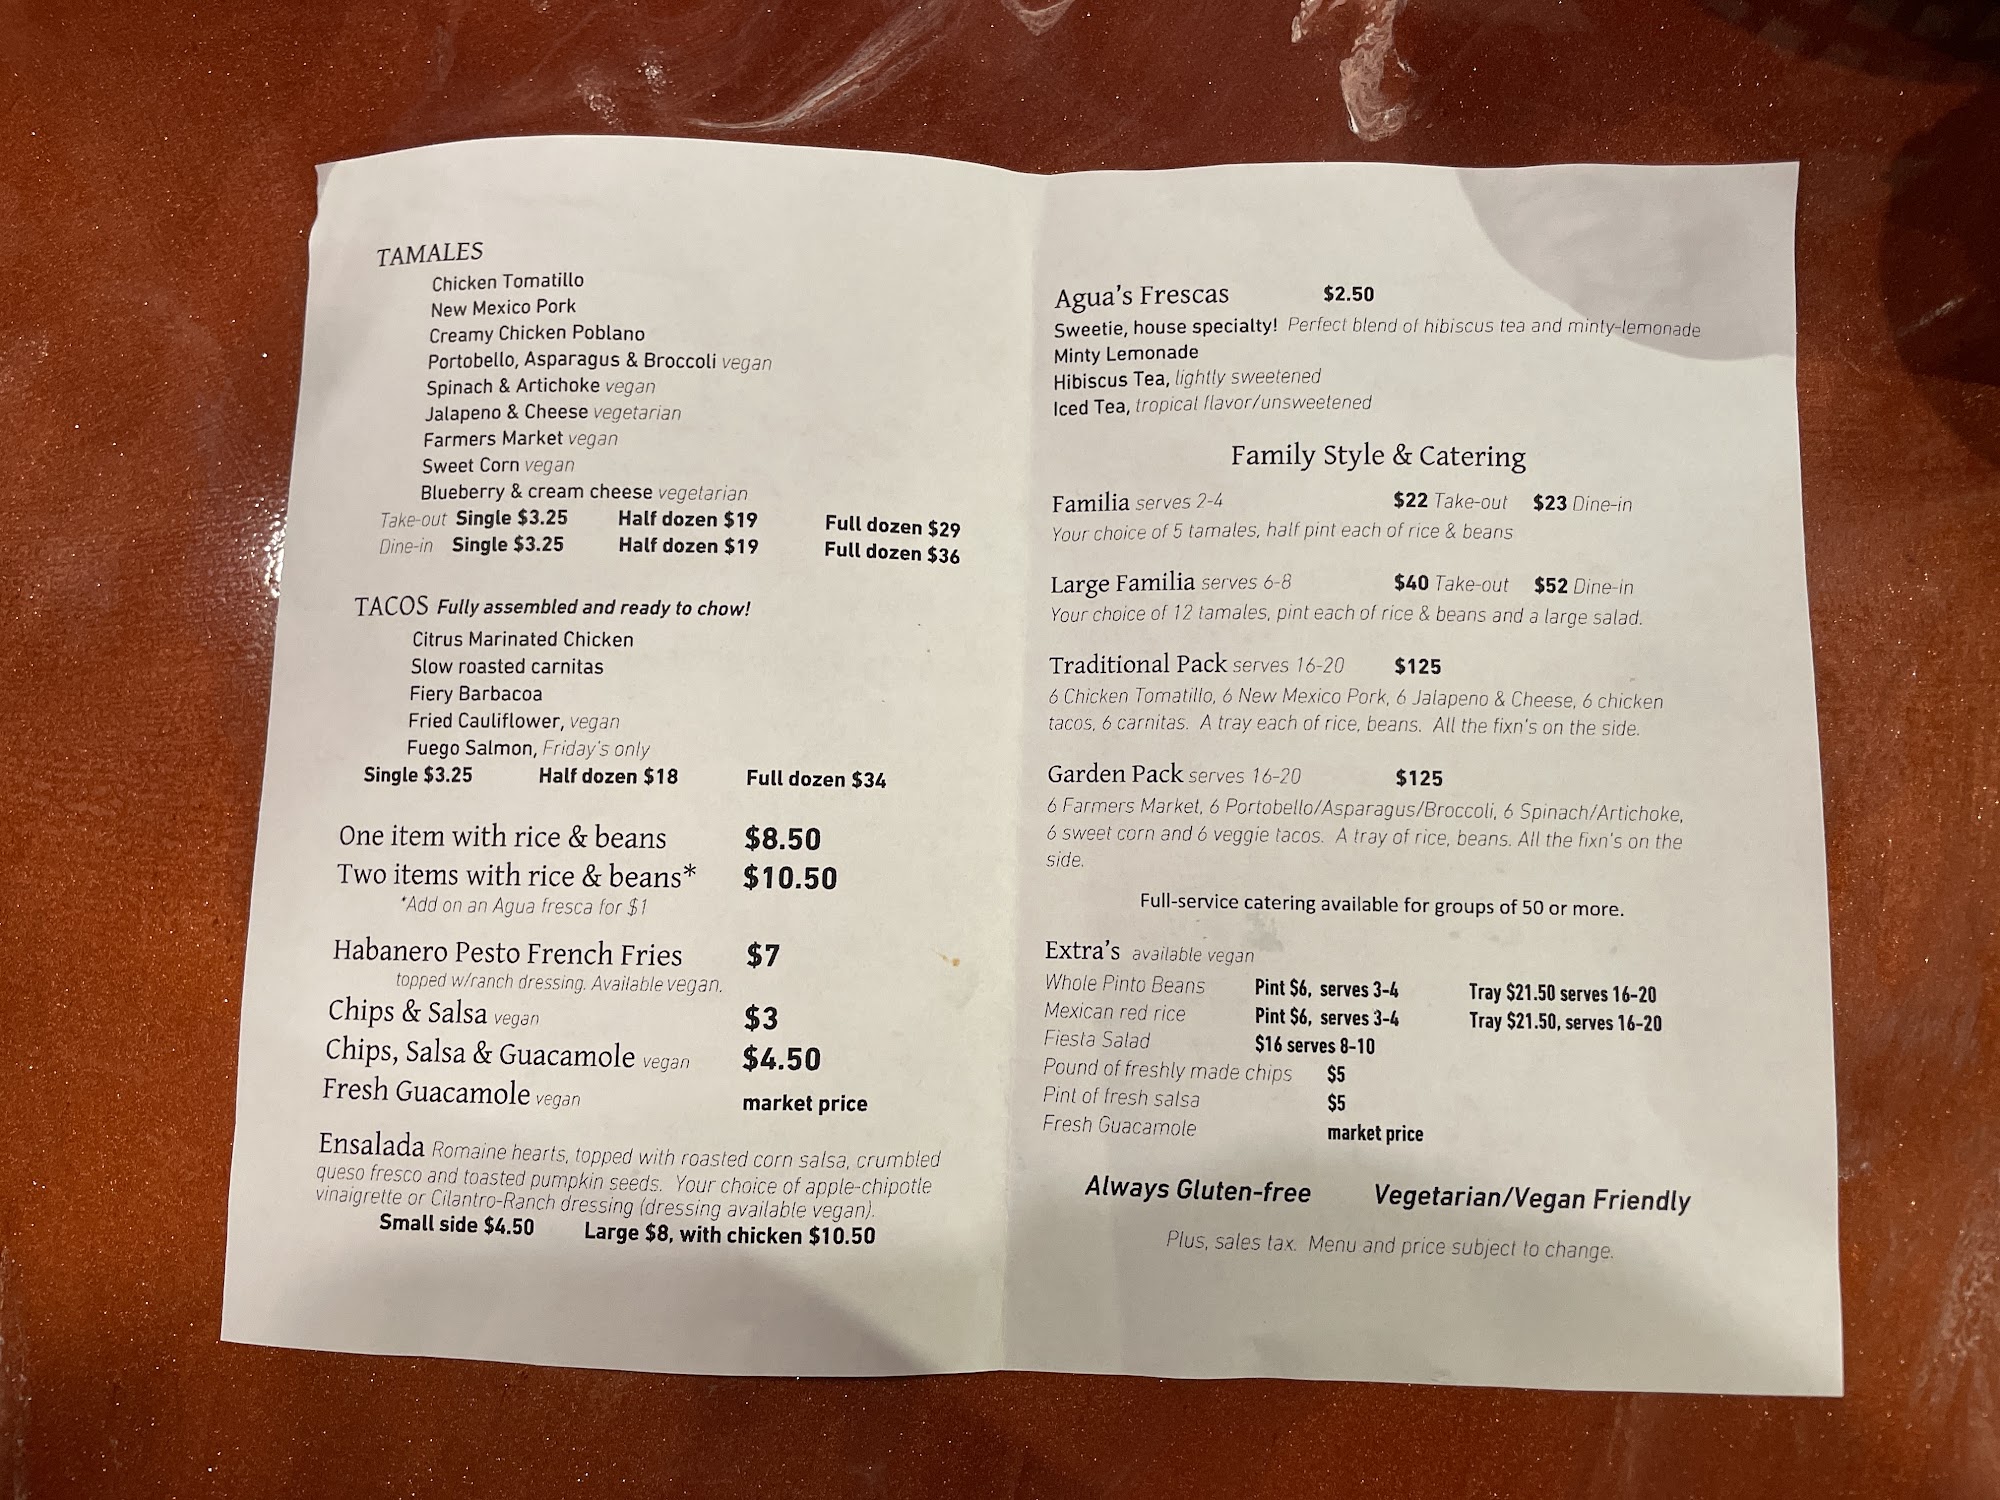 TAMALES
Chicken Tomatillo
New Mexico Pork
Creamy Chicken Poblano
Portobello, Asparagus & Broccoli vegan
Spinach & Artichoke vegan
Jalapeno & Cheese vegetarian
Farmers Market vegan
Sweet Corn vegan
Blueberry & cream cheese vegetarian
Take-out Single $3.25 Half dozen $19 Full dozen $29
Dine-in Single $3.25 Half dozen $19 Full dozen $36
TACOS Fully assembled and ready to chow!
Citrus Marinated Chicken
Slow roasted carnitas
Fiery Barbacoa
Fried Cauliflower, vegan
Fuego Salmon, Friday's only
Single $3.25 Half dozen $18 Full dozen $34
One item with rice & beans $8.50
Two items with rice & beans* $10.50
*Add on an Agua fresca for $1
Habanero Pesto French Fries $7
topped w/ranch dressing. Available vegan.
Chips & Salsa vegan $3
Chips, Salsa & Guacamole vegan $4.50
Fresh Guacamole vegan market price
Ensalada Romaine hearts, topped with roasted corn salsa, crumbled
queso fresco and toasted pumpkin seeds. Your choice of apple-chipotle
vinaigrette or Cilantro-Ranch dressing (dressing available vegan).
Small side $4.50 Large $8, with chicken $10.50
Agua's Frescas $2.50
Sweetie, house specialty! Perfect blend of hibiscus tea and minty-lemonade
Minty Lemonade
Hibiscus Tea, lightly sweetened
Iced Tea, tropical flavor/unsweetened
Family Style & Catering
Familia serves 2-4 $22 Take-out $23 Dine-in
Your choice of 5 tamales, half pint each of rice & beans
Large Familia serves 6-8 $40 Take-out $52 Dine-in
Your choice of 12 tamales, pint each of rice & beans and a large salad.
Traditional Pack serves 16-20 $125
6 Chicken Tomatillo, 6 New Mexico Pork, 6 Jalapeno & Cheese, 6 chicken
tacos, 6 carnitas. A tray each of rice, beans. All the fixn's on the side.
Garden Pack serves 16-20 $125
6 Farmers Market, 6 Portobello/Asparagus/Broccoli, 6 Spinach/Artichoke,
6 sweet corn and 6 veggie tacos. A tray of rice, beans. All the fixn's on the
side.
Full-service catering available for groups of 50 or more.
Extra's available vegan
Whole Pinto Beans Pint $6, serves 3-4 Tray $21.50 serves 16-20
Mexican red rice Pint $6, serves 3-4 Tray $21.50, serves 16-20
Fiesta Salad $16 serves 8-10
Pound of freshly made chips $5
Pint of fresh salsa $5
Fresh Guacamole market price
Always Gluten-free Vegetarian/Vegan Friendly
Plus, sales tax. Menu and price subject to change.